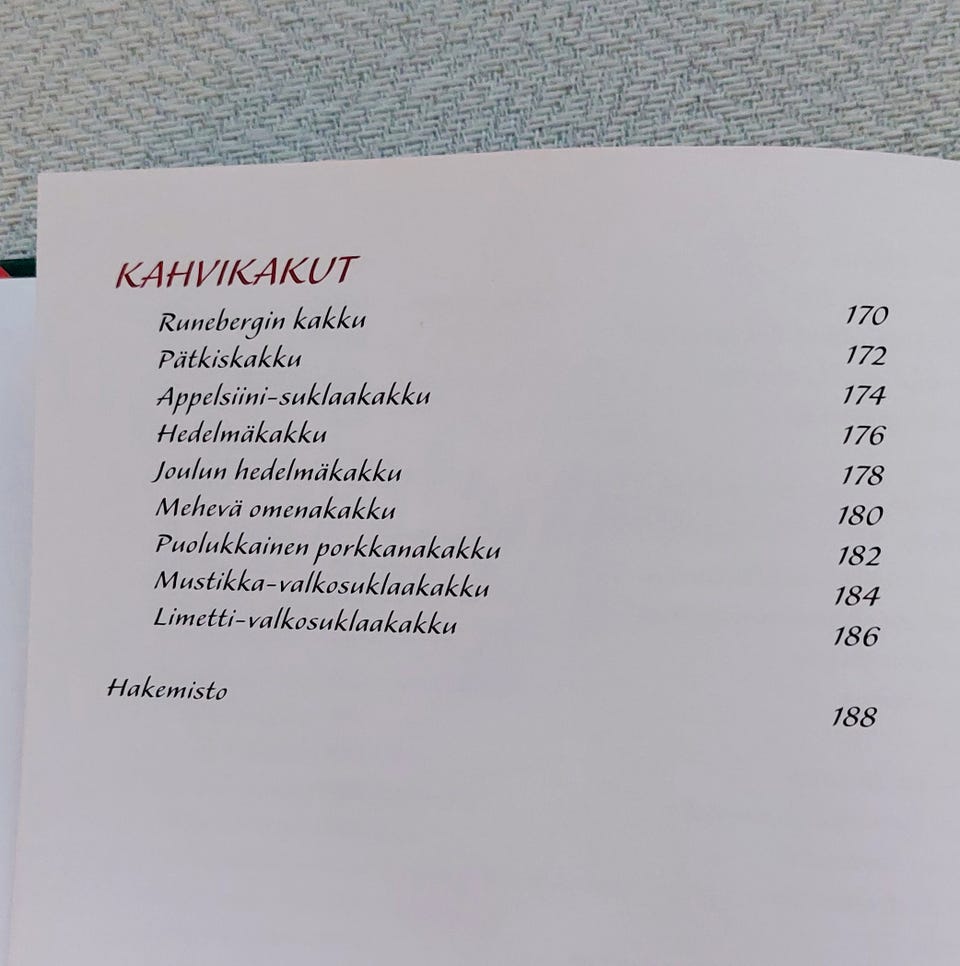 KAHVIKAKUT
Runebergin kakku 170
Pätkiskakku 172
Appelsiini-suklaakakku 174
Hedelmäkakku 176
Joulun hedelmäkakku 178
Mehevä omenakakku 180
Puolukkainen porkkanakakku 182
Mustikka-valkosuklaakakku 184
Limetti-valkosuklaakakku 186
Hakemisto 188